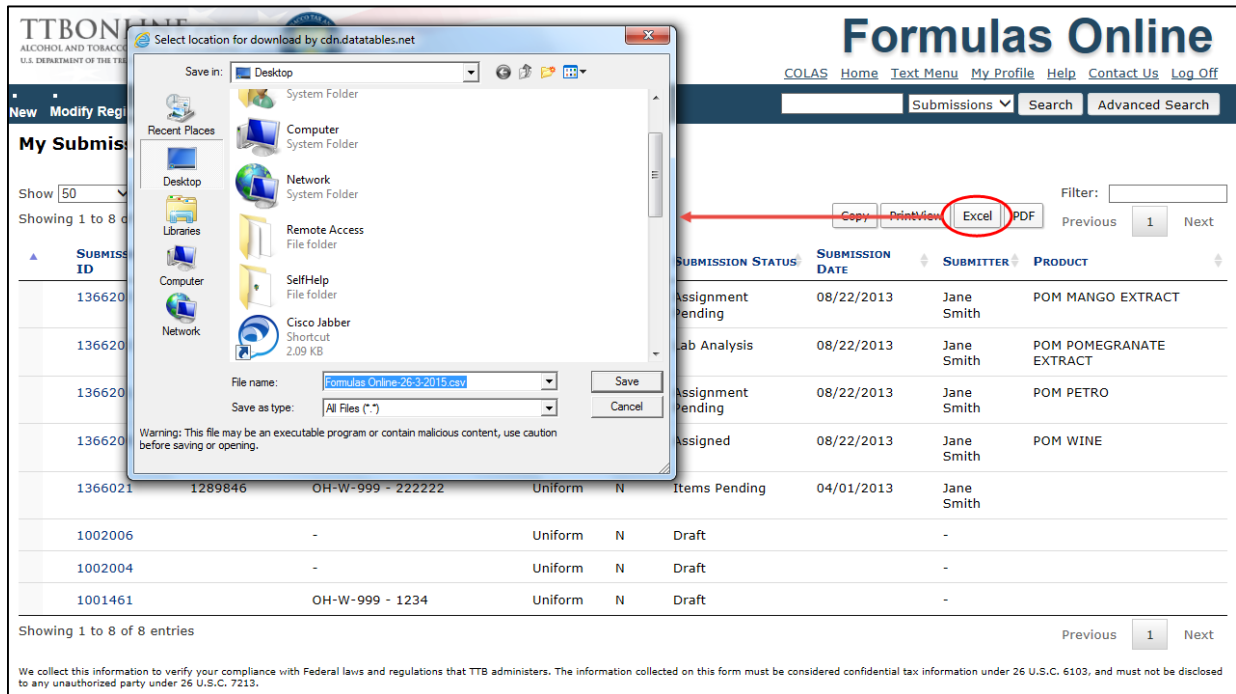 TTBONLINE
ALCOHOL AND TOBACCO
U.S. DEPARTMENT OF THE TRE
Formulas Online
COLAS Home Text Menu My Profile Help Contact Us Log Off
New Modify Regi
Submissions Search Advanced Search
My Submiss
Show 50
Filter:
Showing 1 to 8 o
Copy PrintView Excel PDF
Previous 1 Next
SUBMISS
ID
SUBMISSION STATUS
SUBMISSION
DATE
SUBMITTER
PRODUCT
136620
Assignment
Pending
08/22/2013
Jane
Smith
POM MANGO EXTRACT
136620
Lab Analysis
08/22/2013
Jane
Smith
POM POMEGRANATE
EXTRACT
136620
Assignment
Pending
08/22/2013
Jane
Smith
POM PETRO
136620
Assigned
08/22/2013
Jane
Smith
POM WINE
1366021 1289846 OH-W-999 - 222222 Uniform N Items Pending 04/01/2013
Jane
Smith
1002006 - Uniform N Draft -
1002004 - Uniform N Draft -
1001461 OH-W-999 - 1234 Uniform N Draft -
Showing 1 to 8 of 8 entries
Previous 1 Next
We collect this information to verify your compliance with Federal laws and regulations that TTB administers. The information collected on this form must be considered confidential tax information under 26 U.S.C. 6103, and must not be disclosed
to any unauthorized party under 26 U.S.C. 7213.
Select location for download by cdn.datatables.net
Save in: Desktop
Recent Places
Desktop
Libraries
Computer
Network
System Folder
Computer
System Folder
Network
System Folder
Remote Access
File folder
SelfHelp
File folder
Cisco Jabber
Shortcut
2.09 KB
File name: Formulas Online-26-3-2015.csv Save
Save as type: All Files (*.*) Cancel
Warning: This file may be an executable program or contain malicious content, use caution
before saving or opening.